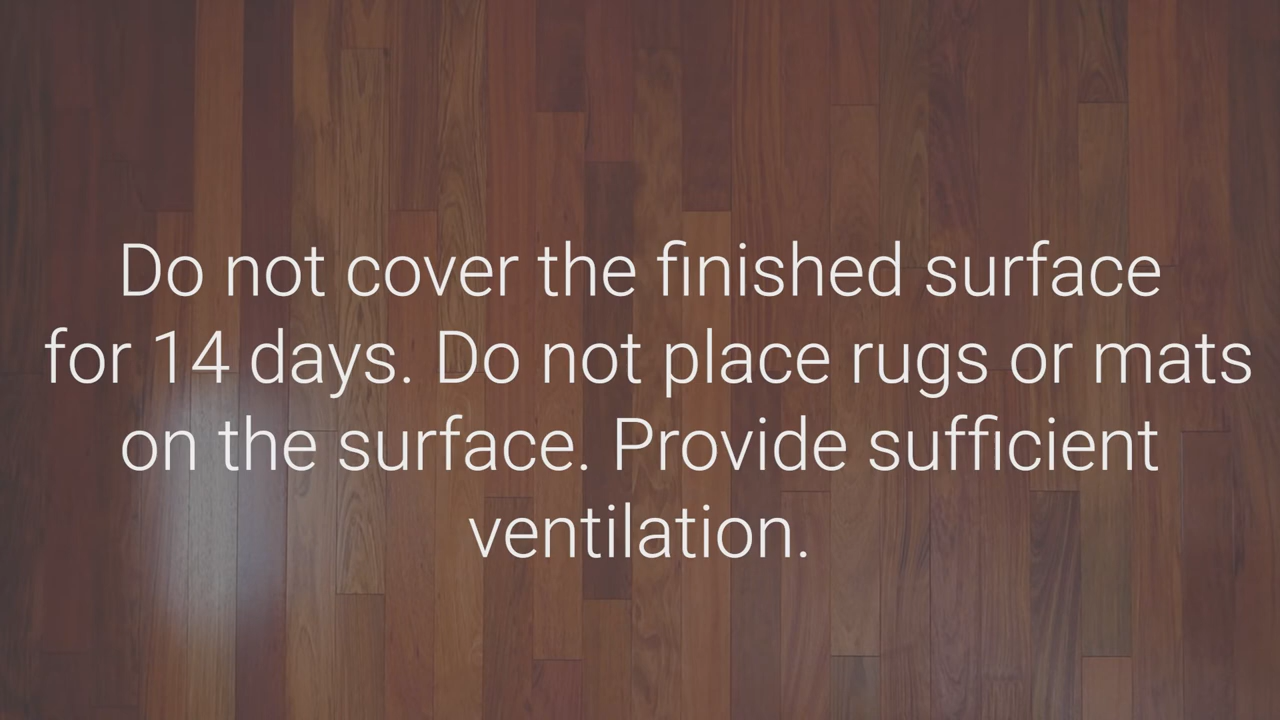 Do not cover the finished surface
for 14 days. Do not place rugs or mats
on the surface. Provide sufficient
ventilation.